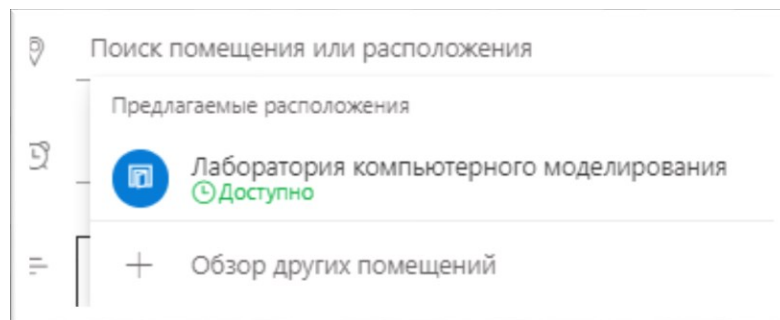 Поиск помещения или расположения
Предлагаемые расположения
Лаборатория компьютерного моделирования
Доступно
Обзор других помещений